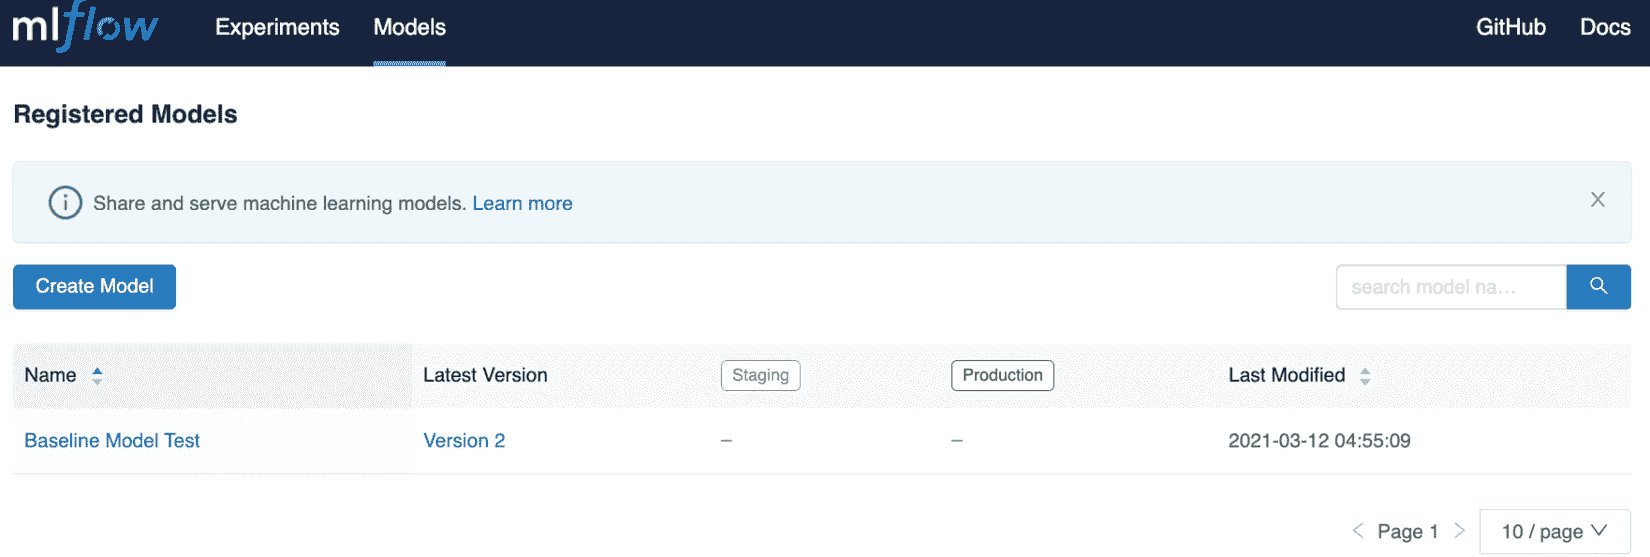 mlflow Experiments Models GitHub Docs
Registered Models
Share and serve machine learning models. Learn more
Create Model search model na...
Name Latest Version Staging Production Last Modified
Baseline Model Test Version 2 – – 2021-03-12 04:55:09
Page 1 10 / page